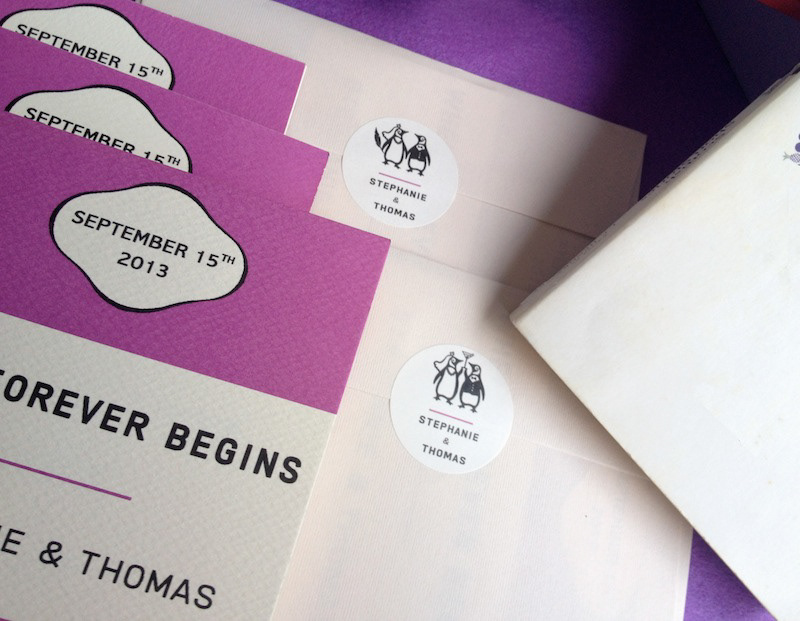 SEPTEMBER 15TH
SEPTEMBER 15TH
SEPTEMBER 15TH
2013
FOREVER BEGINS
& THOMAS
STEPHANIE
&
THOMAS
STEPHANIE
&
THOMAS